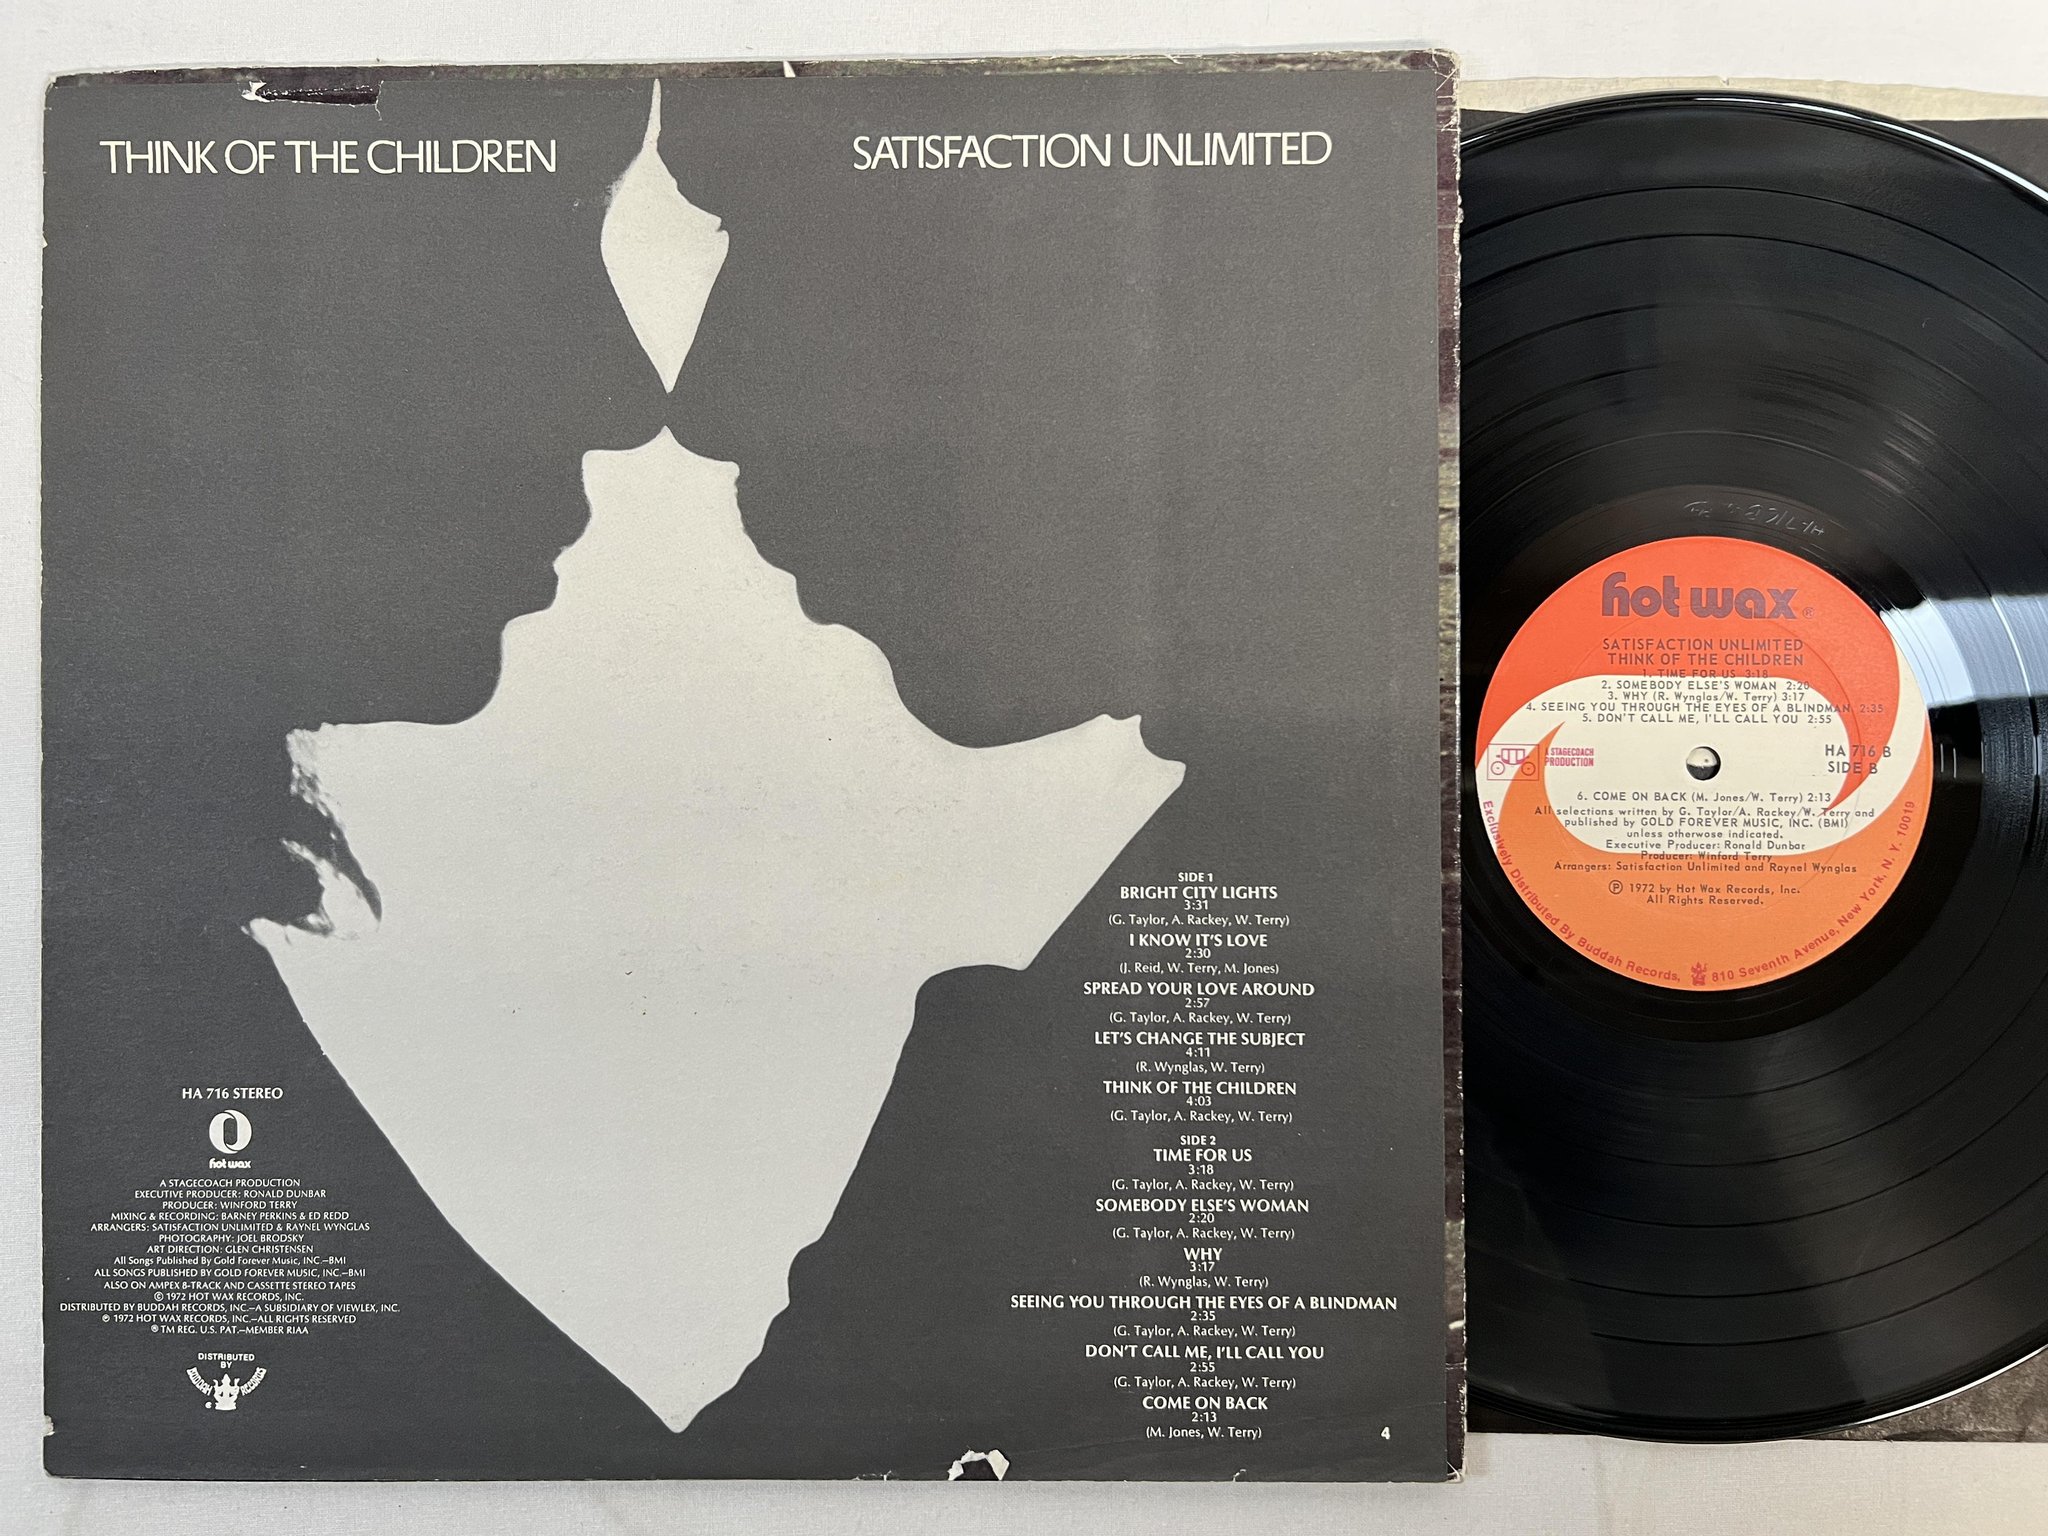 THINK OF THE CHILDREN
SATISFACTION UNLIMITED
SIDE 1
BRIGHT CITY LIGHTS
3:31
(G. Taylor, A. Rackey, W. Terry)
I KNOW IT'S LOVE
2:30
(J. Reid, W. Terry, M. Jones)
SPREAD YOUR LOVE AROUND
2:57
(G. Taylor, A. Rackey, W. Terry)
LET'S CHANGE THE SUBJECT
4:11
(R. Wynglas, W. Terry)
THINK OF THE CHILDREN
4:03
(G. Taylor, A. Rackey, W. Terry)
SIDE 2
TIME FOR US
3:18
(G. Taylor, A. Rackey, W. Terry)
SOMEBODY ELSE'S WOMAN
2:20
(G. Taylor, A. Rackey, W. Terry)
WHY
3:17
(R. Wynglas, W. Terry)
SEEING YOU THROUGH THE EYES OF A BLINDMAN
2:35
(G. Taylor, A. Rackey, W. Terry)
DON'T CALL ME, I'LL CALL YOU
2:55
(G. Taylor, A. Rackey, W. Terry)
COME ON BACK
2:13
(M. Jones, W. Terry)
4
HA 716 STEREO
hot wax
A STAGECOACH PRODUCTION
EXECUTIVE PRODUCER: RONALD DUNBAR
PRODUCER: WINFORD TERRY
MIXING & RECORDING: BARNEY PERKINS & ED REDD
ARRANGERS: SATISFACTION UNLIMITED & RAYNEL WYNGLAS
PHOTOGRAPHY: JOEL BRODSKY
ART DIRECTION: GLEN CHRISTENSEN
All Songs Published By Gold Forever Music, INC.—BMI
ALL SONGS PUBLISHED BY GOLD FOREVER MUSIC, INC.—BMI
ALSO ON AMPEX 8-TRACK AND CASSETTE STEREO TAPES
© 1972 HOT WAX RECORDS, INC.
DISTRIBUTED BY BUDDAH RECORDS, INC.—A SUBSIDIARY OF VIEWLEX, INC.
℗ 1972 HOT WAX RECORDS, INC.—ALL RIGHTS RESERVED
® TM REG. U.S. PAT.—MEMBER RIAA
DISTRIBUTED
BY
BUDDAH RECORDS
hot wax ®
SATISFACTION UNLIMITED
THINK OF THE CHILDREN
1. TIME FOR US 3:18
2. SOMEBODY ELSE'S WOMAN 2:20
3. WHY (R. Wynglas/W. Terry) 3:17
4. SEEING YOU THROUGH THE EYES OF A BLINDMAN 2:35
5. DON'T CALL ME, I'LL CALL YOU 2:55
A STAGECOACH
PRODUCTION
HA 716 B
SIDE B
6. COME ON BACK (M. Jones/W. Terry) 2:13
All selections written by G. Taylor/A. Rackey/W. Terry and
published by GOLD FOREVER MUSIC, INC. (BMI)
unless otherwose indicated.
Executive Producer: Ronald Dunbar
Producer: Winford Terry
Arrangers: Satisfaction Unlimited and Raynel Wynglas
℗ 1972 by Hot Wax Records, Inc.
All Rights Reserved.
Exclusively Distributed By Buddah Records, 810 Seventh Avenue, New York, N. Y. 10019